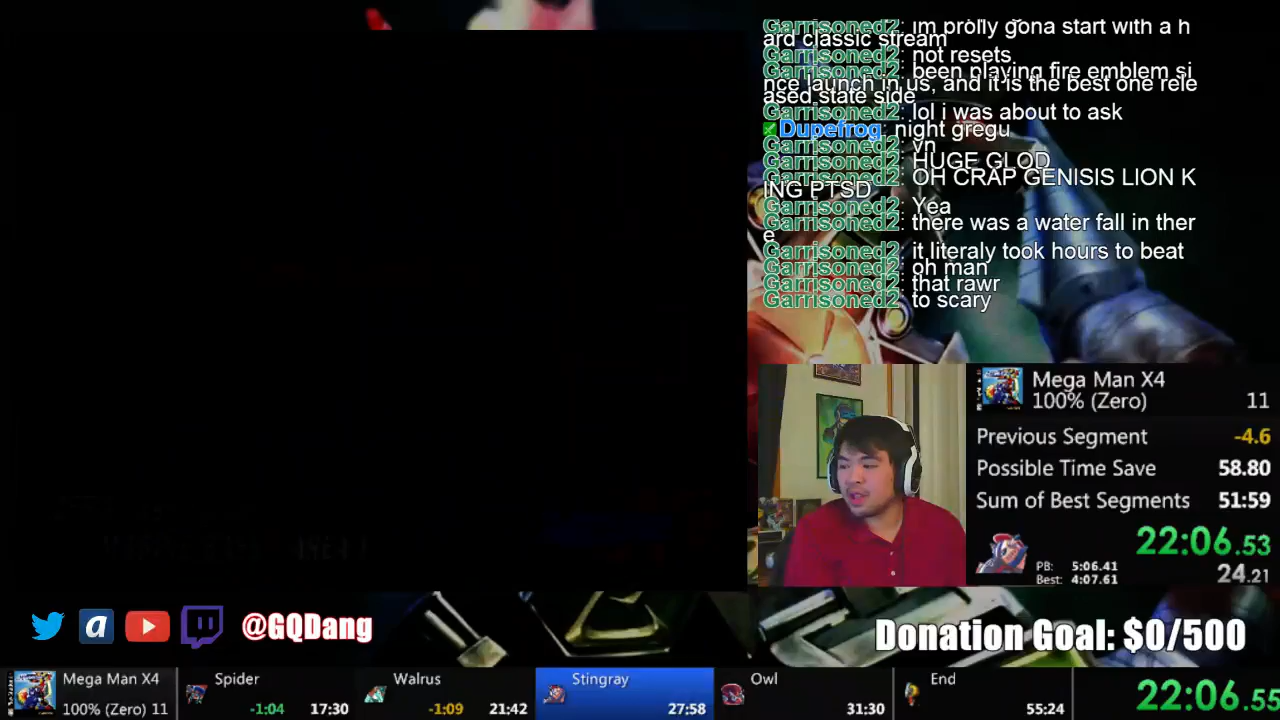 Garrisoned2: im prolly gona start with a h
ard classic stream
Garrisoned2: not resets
Garrisoned2: been playing fire emblem si
nce launch in us, and it is the best one rele
ased state side
Garrisoned2: lol i was about to ask
Dupefrog: night gregu
Garrisoned2: vn
Garrisoned2: HUGE GLOD
Garrisoned2: OH CRAP GENISIS LION K
ING PTSD
Garrisoned2: Yea
Garrisoned2: there was a water fall in ther
e
Garrisoned2: it literaly took hours to beat
Garrisoned2: oh man
Garrisoned2: that rawr
Garrisoned2: to scary
Mega Man X4
100% (Zero) 11
Previous Segment -4.6
Possible Time Save 58.80
Sum of Best Segments 51:59
22:06.53
PB: 5:06.41
Best: 4:07.61
24.21
@GQDang
Donation Goal: $0/500
Mega Man X4
100% (Zero) 11
Spider
-1:04 17:30
Walrus
-1:09 21:42
Stingray
27:58
Owl
31:30
End
55:24
22:06.55